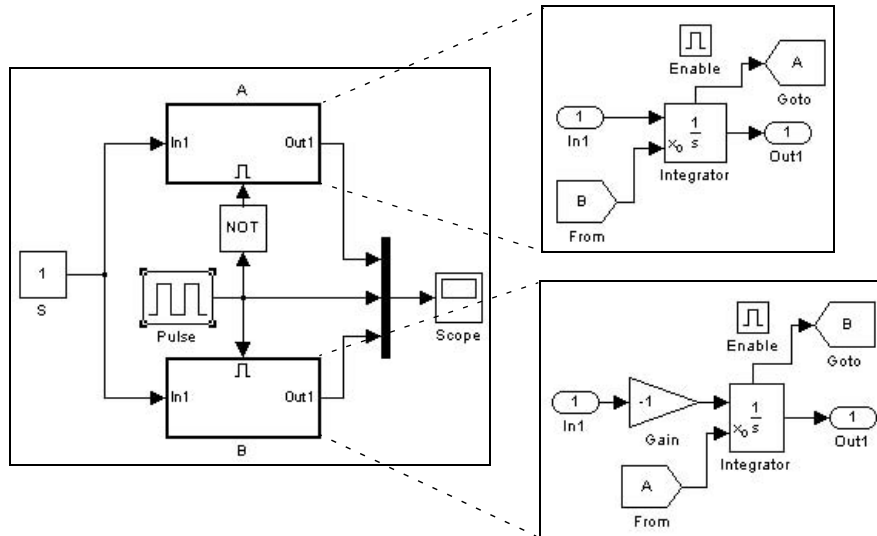 A
In1
Out1
NOT
1
S
Pulse
Scope
In1
Out1
B
Enable
A
Goto
1
In1
1
s
x0
Integrator
1
Out1
B
From
Enable
B
Goto
1
In1
-1
Gain
1
s
x0
Integrator
1
Out1
A
From